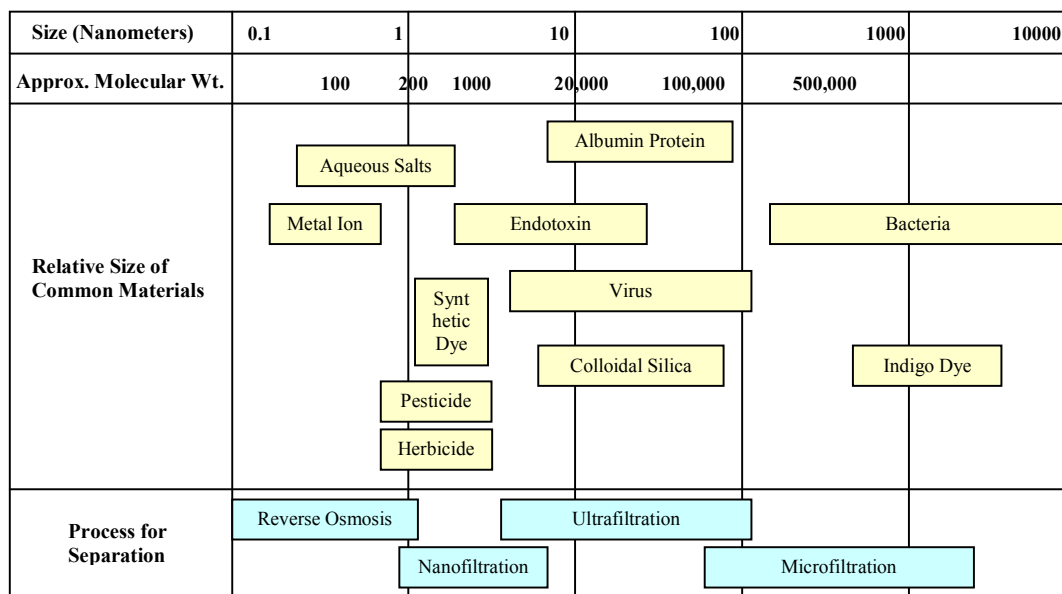 Size (Nanometers) 0.1 1 10 100 1000 10000
Approx. Molecular Wt. 100 200 1000 20,000 100,000 500,000
Albumin Protein
Aqueous Salts
Metal Ion Endotoxin Bacteria
Relative Size of
Common Materials
Virus
Synt
hetic
Dye
Colloidal Silica Indigo Dye
Pesticide
Herbicide
Process for
Separation
Reverse Osmosis Ultrafiltration
Nanofiltration Microfiltration